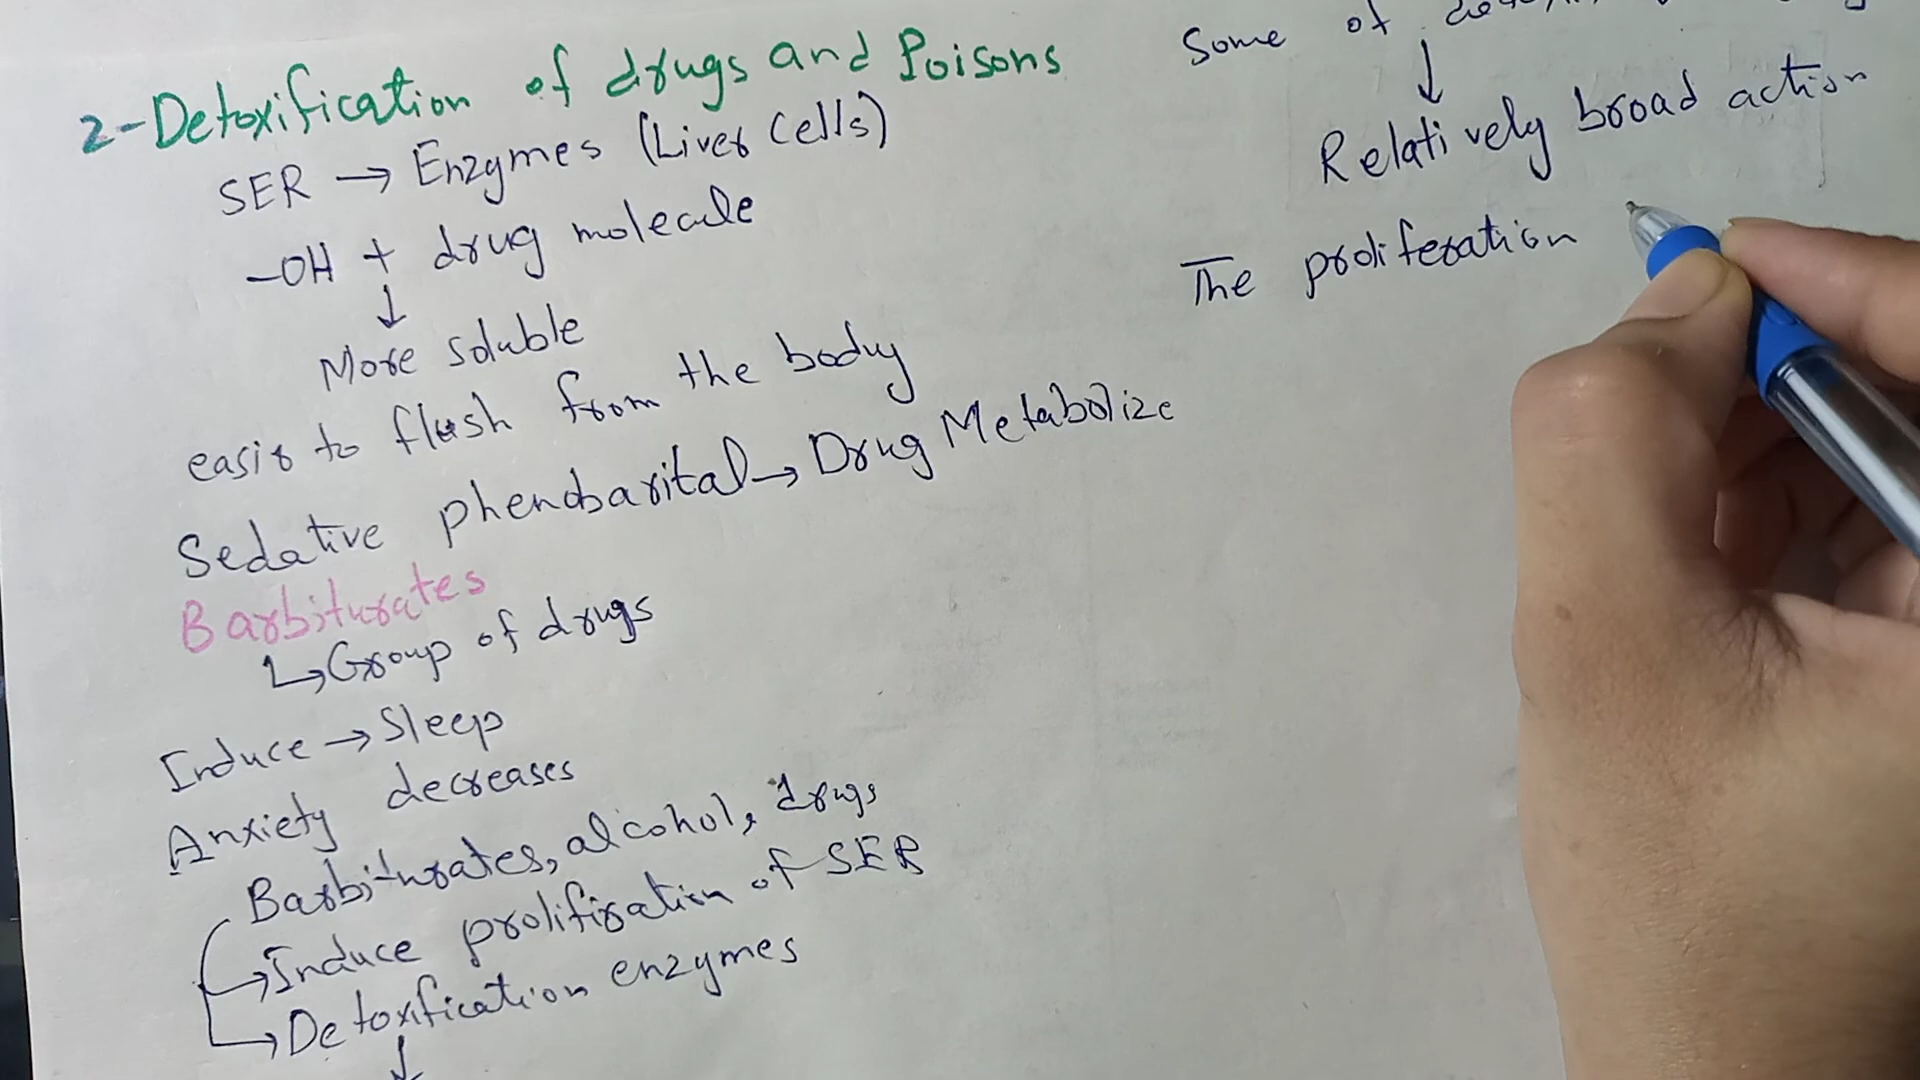 2-Detoxification of drugs and Poisons
SER → Enzymes (Liver Cells)
-OH + drug molecule
↓
More soluble
easir to flush from the body
Sedative phenobarital → Drug Metabolize
Barbiturates
↳ Group of drugs
Induce → Sleep
Anxiety decreases
Barbiturates, alcohol, drugs
→ Induce prolifiration of SER
→ Detoxification enzymes
↓
Some of
↓
Relatively broad action
The proliferation